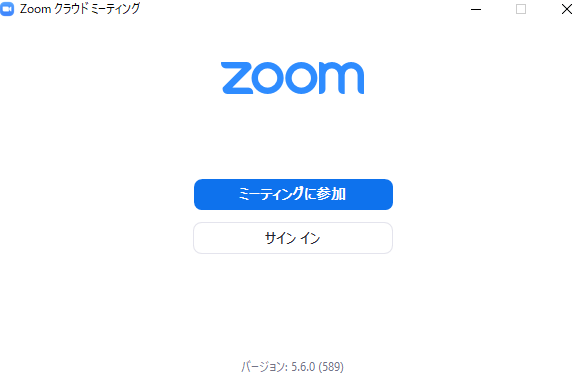 Zoom クラウド ミーティング
zoom
ミーティングに参加
サイン イン
バージョン: 5.6.0 (589)